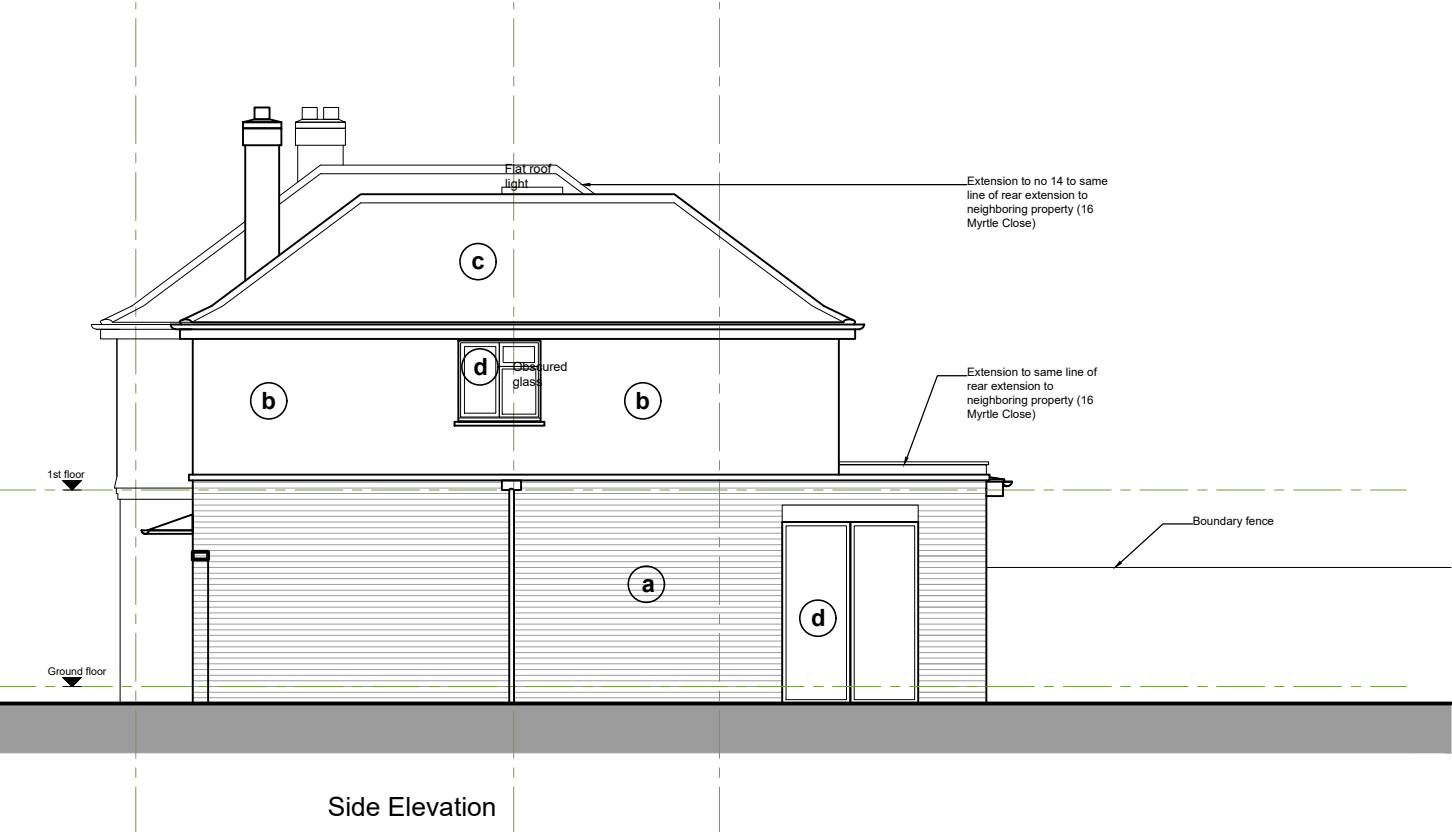 Flat roof
light
Extension to no 14 to same
line of rear extension to
neighboring property (16
Myrtle Close)
c
d
Obscured
glass
b
b
Extension to same line of
rear extension to
neighboring property (16
Myrtle Close)
1st floor
Boundary fence
a
d
Ground floor
Side Elevation